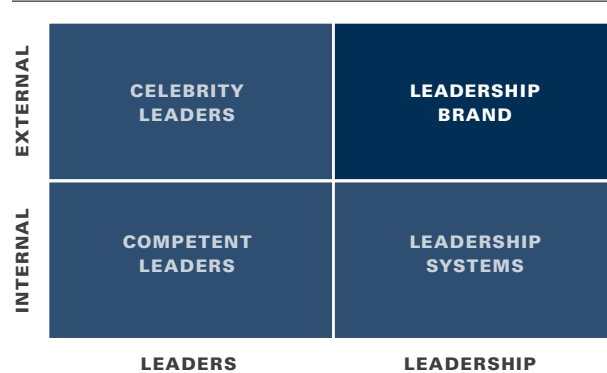 EXTERNAL
CELEBRITY
LEADERS
LEADERSHIP
BRAND
INTERNAL
COMPETENT
LEADERS
LEADERSHIP
SYSTEMS
LEADERS
LEADERSHIP